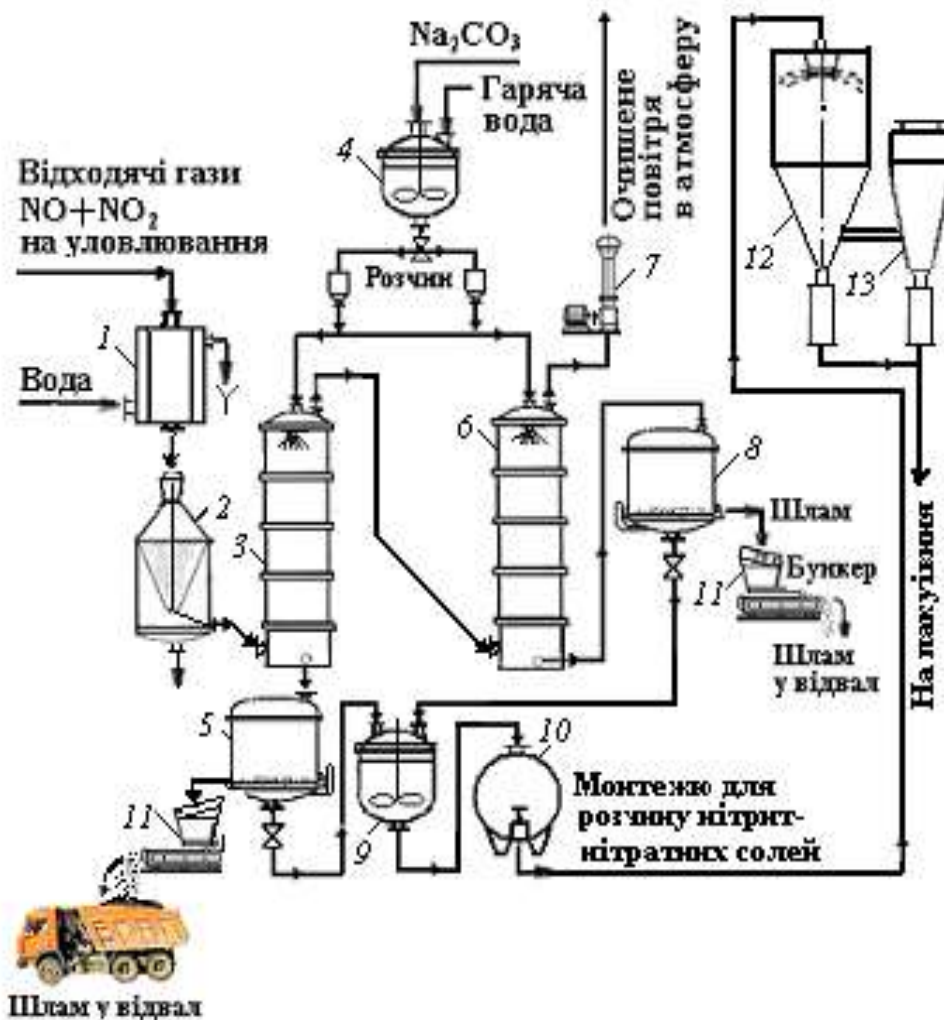 Na₂CO₃
Гаряча
вода
4
Відходячі гази
NO+NO₂
на уловлювання
Розчин
Очищене
повітря
в атмосферу
7
12
13
1
Вода
2
3
6
8
Шлам
11
Бункер
Шлам
у відвал
На пакування
5
9
10
Монтежю для
розчину нітрит-
нітратних солей
11
Шлам у відвал